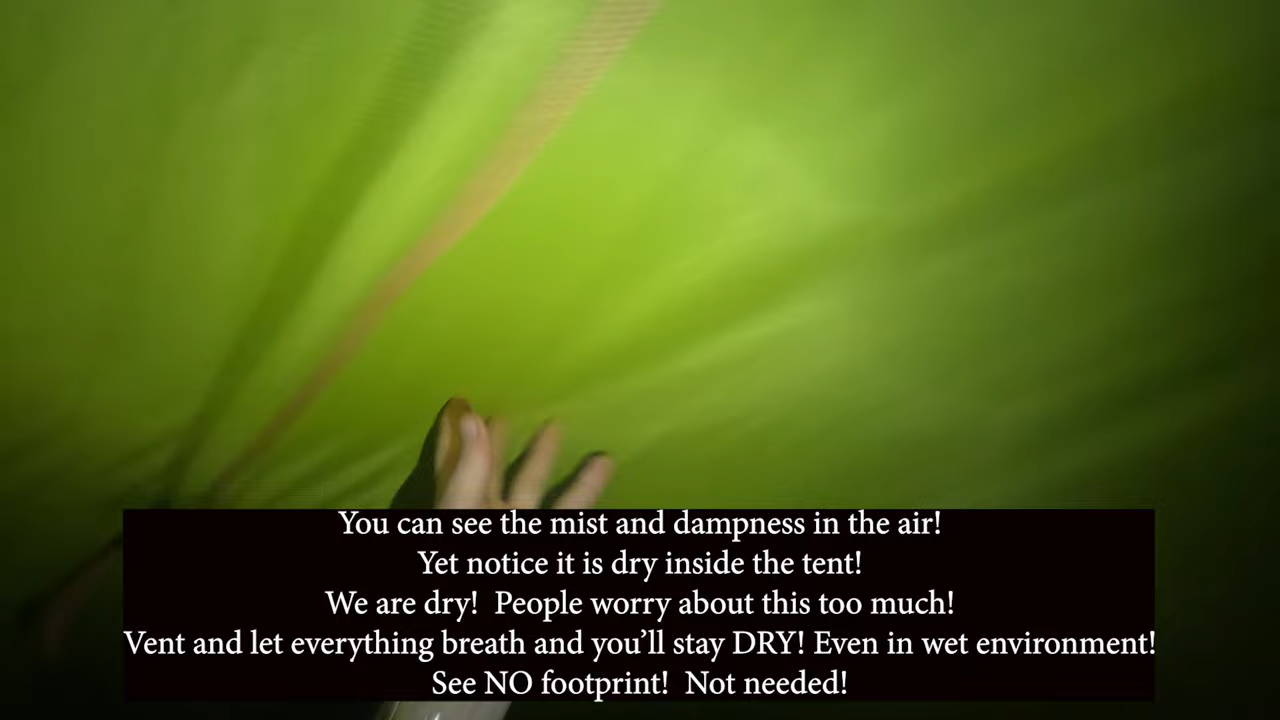 You can see the mist and dampness in the air!
Yet notice it is dry inside the tent!
We are dry!  People worry about this too much!
Vent and let everything breath and you’ll stay DRY! Even in wet environment!
See NO footprint!  Not needed!